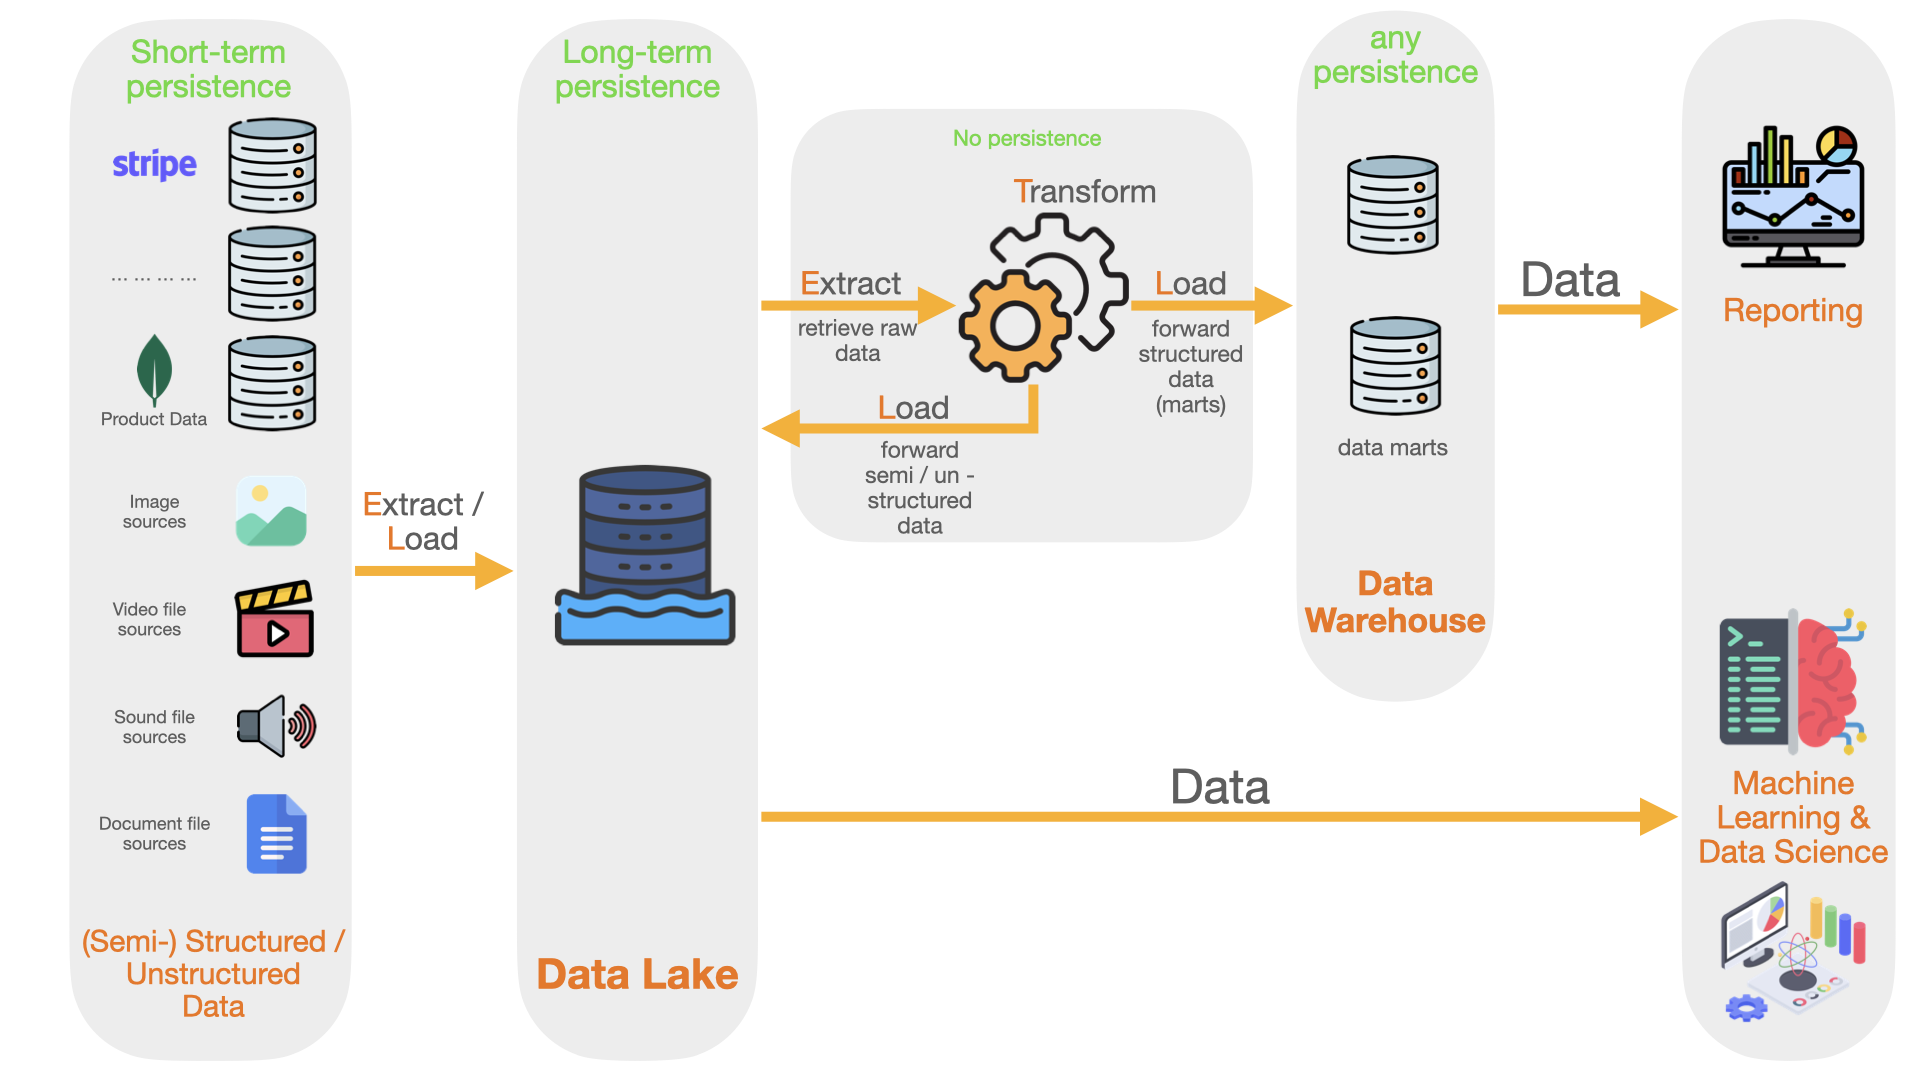 Short-term
persistence
stripe
... ... ... ...
Product Data
Image
sources
Video file
sources
Sound file
sources
Document file
sources
(Semi-) Structured /
Unstructured
Data
Extract /
Load
Long-term
persistence
Data Lake
No persistence
Transform
Extract
retrieve raw
data
Load
forward
structured
data
(marts)
Load
forward
semi / un -
structured
data
any
persistence
data marts
Data
Warehouse
Data
Data
Reporting
Machine
Learning &
Data Science